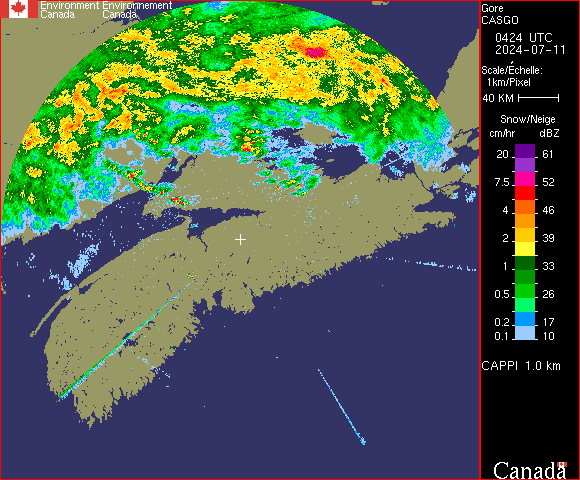 Environment Environnement
Canada Canada
Gore
CASGO
0424 UTC
2024-07-11
Scale/Échelle:
1km/Pixel
40 KM
Snow/Neige
cm/hr dBZ
20 61
7.5 52
4 46
2 39
1 33
0.5 26
0.2 17
0.1 10
CAPPI 1.0 km
Canada